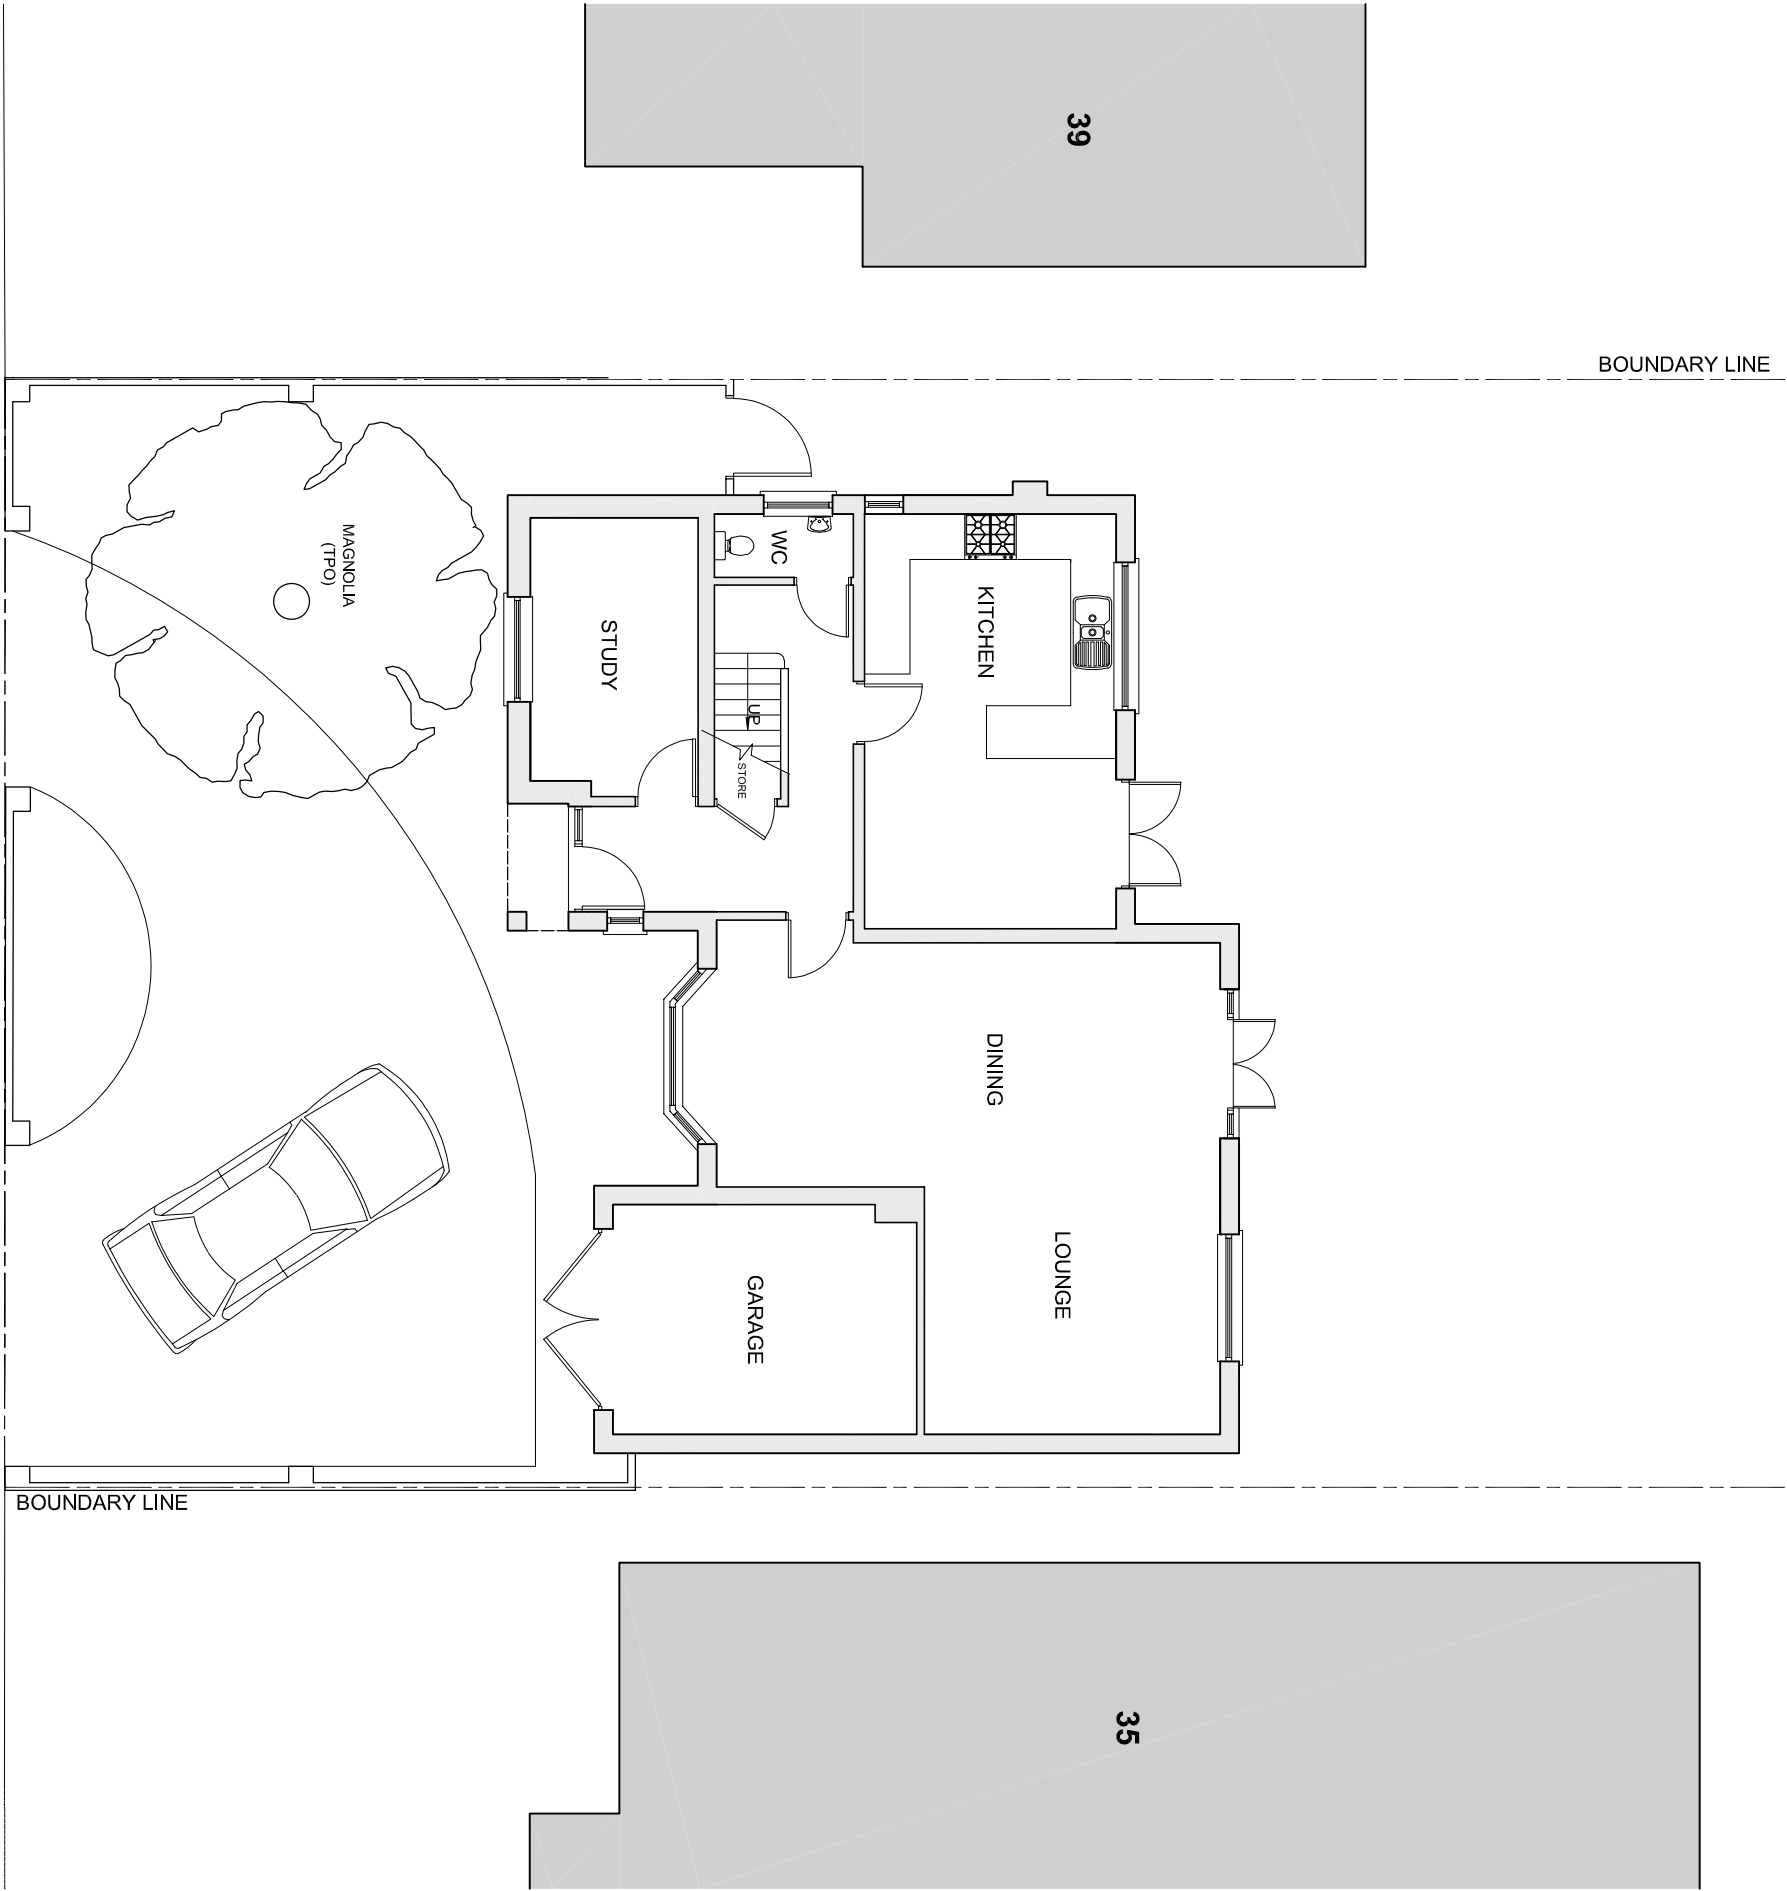 39
BOUNDARY LINE
MAGNOLIA
(TPO)
WC
STUDY
KITCHEN
UP
STORE
DINING
LOUNGE
GARAGE
BOUNDARY LINE
35